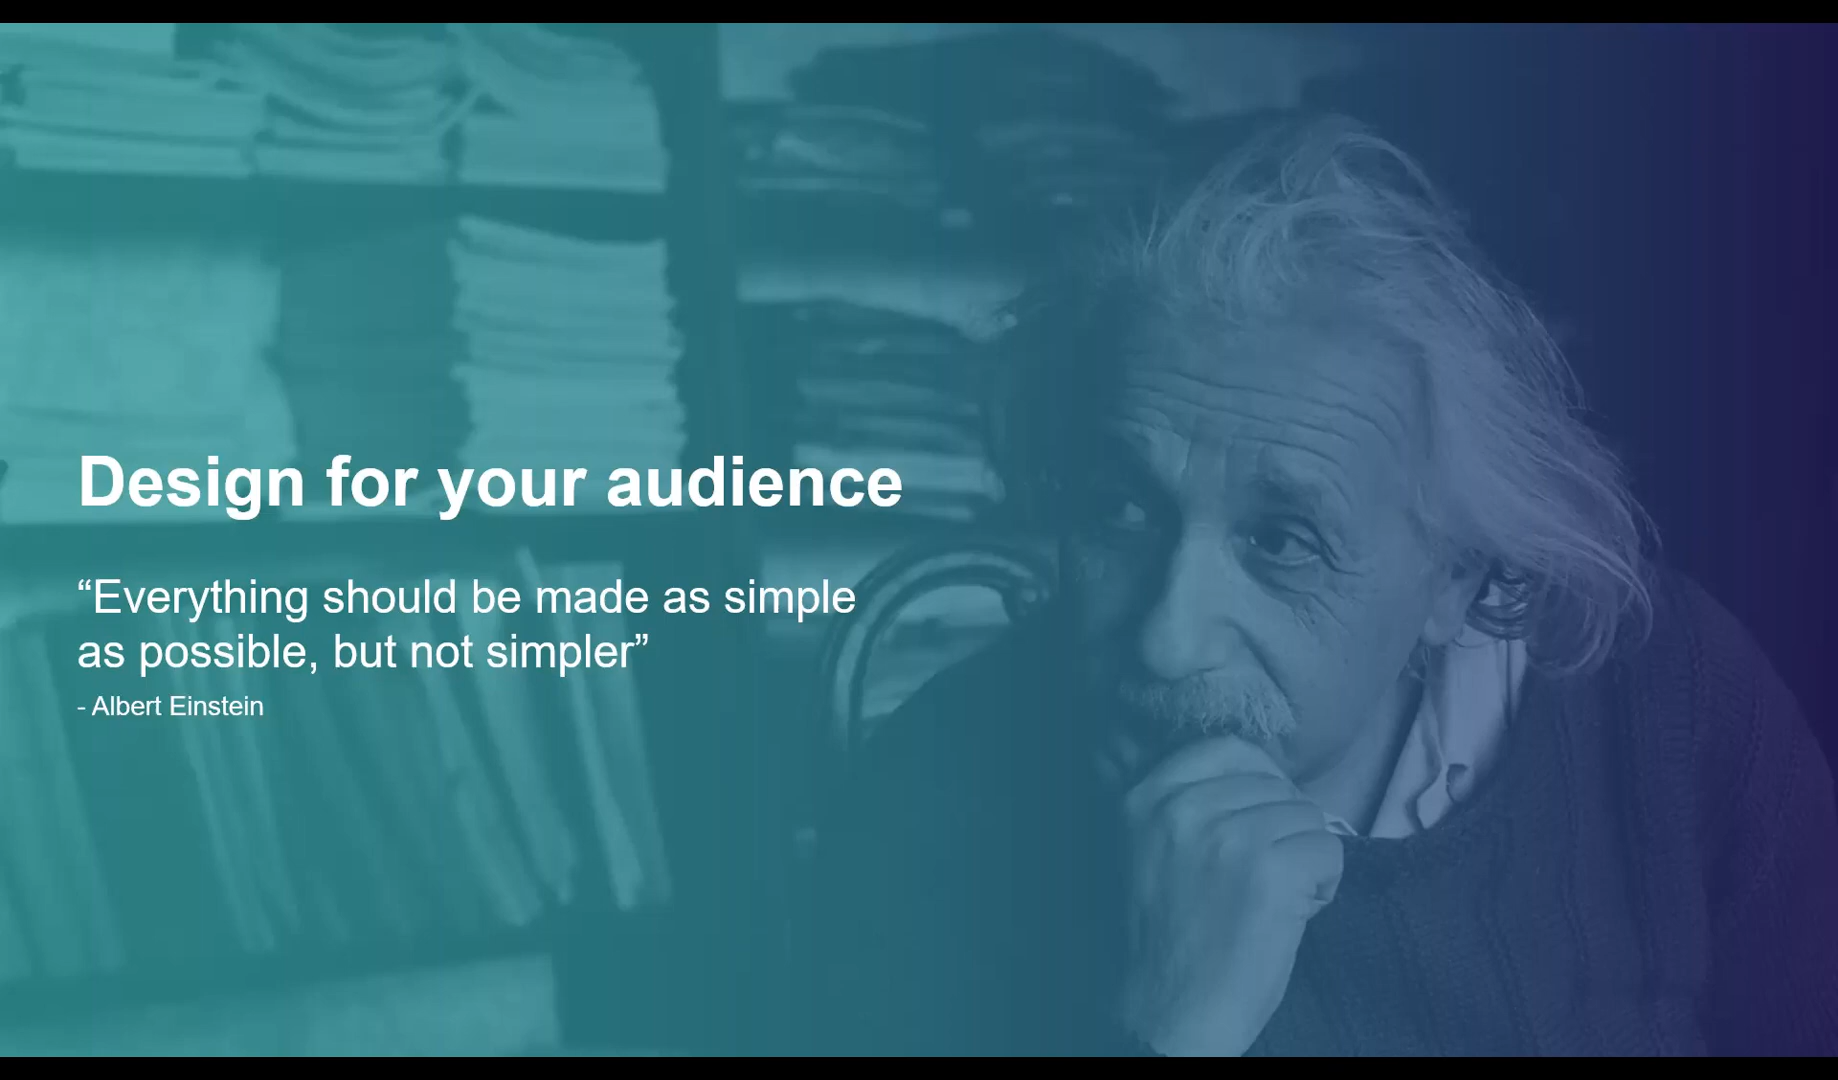 Design for your audience
“Everything should be made as simple
as possible, but not simpler”
- Albert Einstein